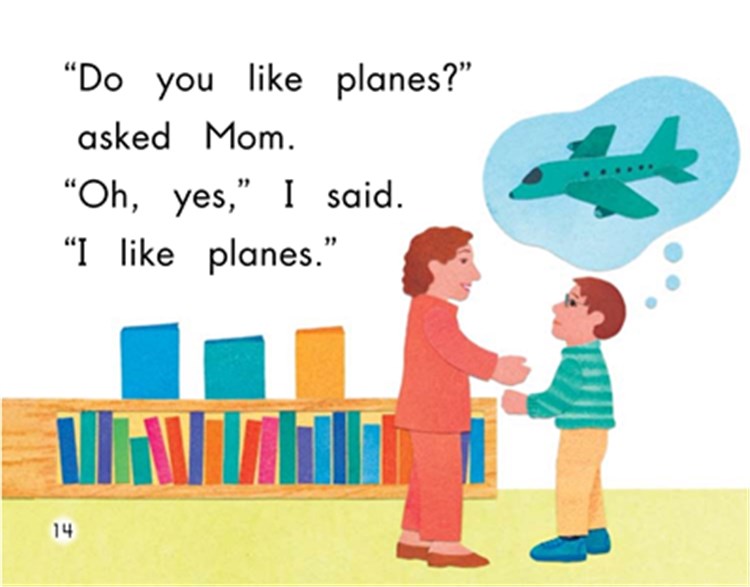 “Do you like planes?”
asked Mom.
“Oh, yes,” I said.
“I like planes.”
14